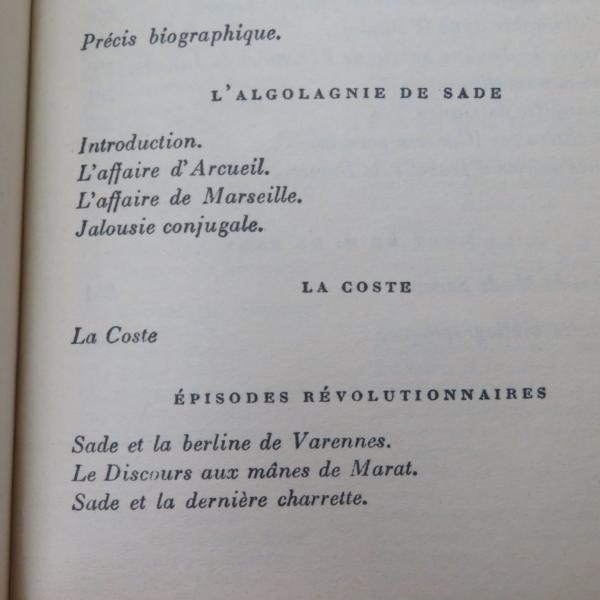 Précis biographique.
L'ALGOLAGNIE DE SADE
Introduction.
L'affaire d'Arcueil.
L'affaire de Marseille.
Jalousie conjugale.
LA COSTE
La Coste
ÉPISODES RÉVOLUTIONNAIRES
Sade et la berline de Varennes.
Le Discours aux mânes de Marat.
Sade et la dernière charrette.